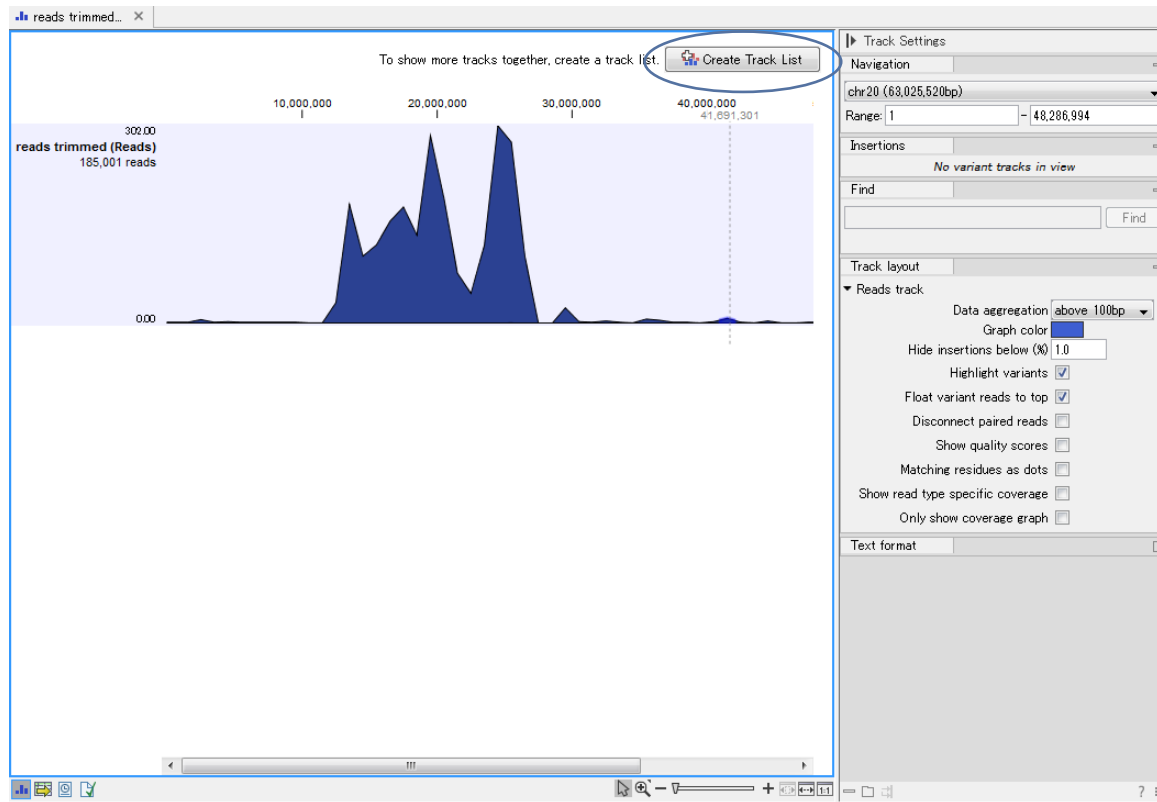 reads trimmed…
To show more tracks together, create a track list. Create Track List
10,000,000 20,000,000 30,000,000 40,000,000
41,691,301
302.00
reads trimmed (Reads)
185,001 reads
0.00
Track Settings
Navigation
chr20 (63,025,520bp)
Range: 1 - 48,286,994
Insertions
No variant tracks in view
Find
Find
Track layout
Reads track
Data aggregation above 100bp
Graph color
Hide insertions below (%) 1.0
Highlight variants
Float variant reads to top
Disconnect paired reads
Show quality scores
Matching residues as dots
Show read type specific coverage
Only show coverage graph
Text format
1:1
?